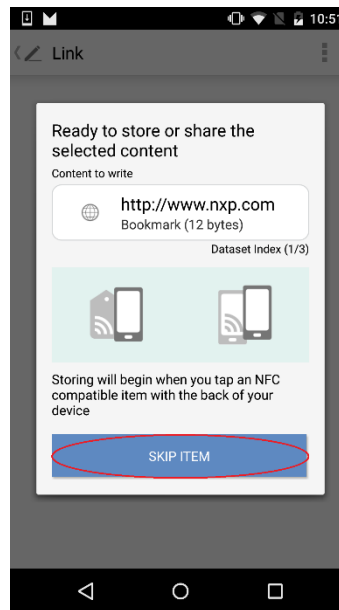 10:51
Link
Ready to store or share the
selected content
Content to write
http://www.nxp.com
Bookmark (12 bytes)
Dataset Index (1/3)
Storing will begin when you tap an NFC
compatible item with the back of your
device
SKIP ITEM